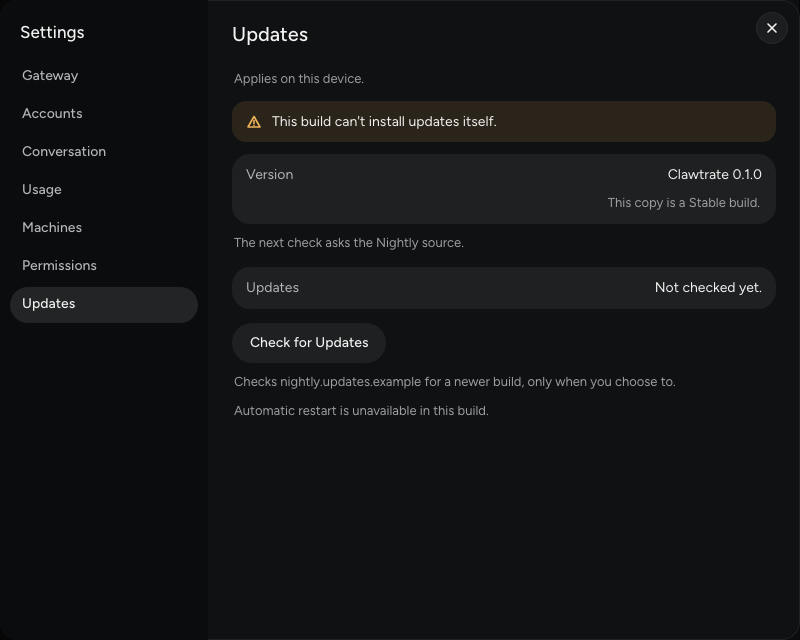 Settings
Gateway
Accounts
Conversation
Usage
Machines
Permissions
Updates
Updates
Applies on this device.
This build can't install updates itself.
Version
Clawtrate 0.1.0
This copy is a Stable build.
The next check asks the Nightly source.
Updates
Not checked yet.
Check for Updates
Checks nightly.updates.example for a newer build, only when you choose to.
Automatic restart is unavailable in this build.